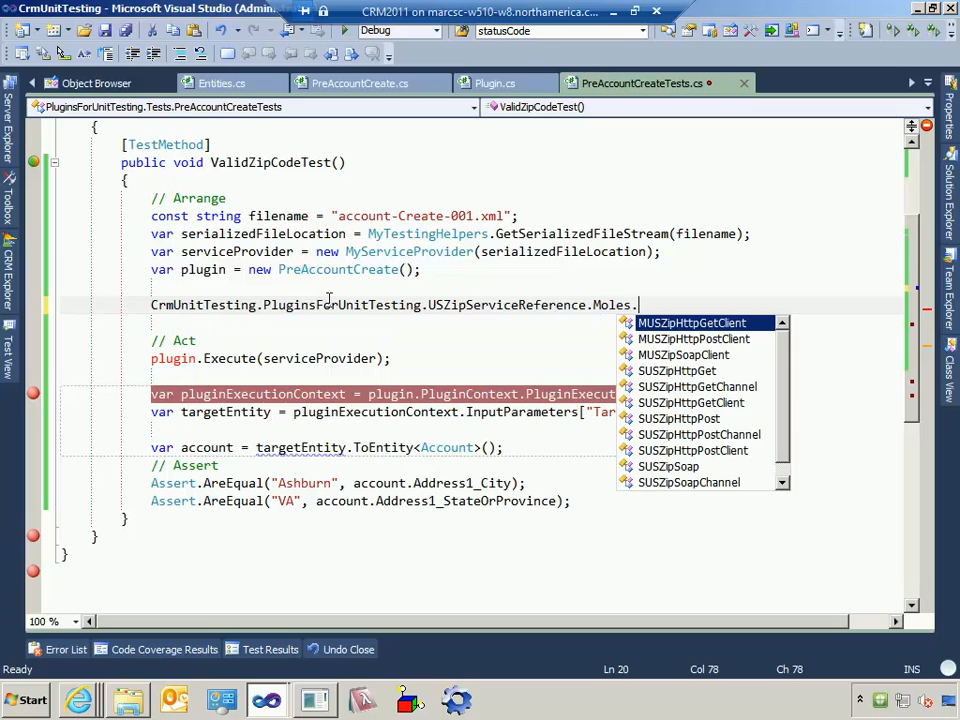 CrmUnitTesting - Microsoft Visual Studio (Admin
CRM2011 on marcsc-w510-w8.northamerica.c...
Debug
statusCode
Object Browser
Entities.cs
PreAccountCreate.cs
Plugin.cs
PreAccountCreateTests.cs
PluginsForUnitTesting.Tests.PreAccountCreateTests
ValidZipCodeTest()
Server Explorer
Toolbox
CRM Explorer
Test View
Properties
Solution Explorer
Team Explorer
Class View
{
[TestMethod]
public void ValidZipCodeTest()
{
// Arrange
const string filename = "account-Create-001.xml";
var serializedFileLocation = MyTestingHelpers.GetSerializedFileStream(filename);
var serviceProvider = new MyServiceProvider(serializedFileLocation);
var plugin = new PreAccountCreate();
CrmUnitTesting.PluginsForUnitTesting.USZipServiceReference.Moles.
MUSZipHttpGetClient
MUSZipHttpPostClient
MUSZipSoapClient
SUSZipHttpGet
SUSZipHttpGetChannel
SUSZipHttpGetClient
SUSZipHttpPost
SUSZipHttpPostChannel
SUSZipHttpPostClient
SUSZipSoap
SUSZipSoapChannel
// Act
plugin.Execute(serviceProvider);
var pluginExecutionContext = plugin.PluginContext.PluginExecut
var targetEntity = pluginExecutionContext.InputParameters["Tar
var account = targetEntity.ToEntity<Account>();
// Assert
Assert.AreEqual("Ashburn", account.Address1_City);
Assert.AreEqual("VA", account.Address1_StateOrProvince);
}
}
}
100 %
Error List
Code Coverage Results
Test Results
Undo Close
Ready
Ln 20
Col 78
Ch 78
INS
Start